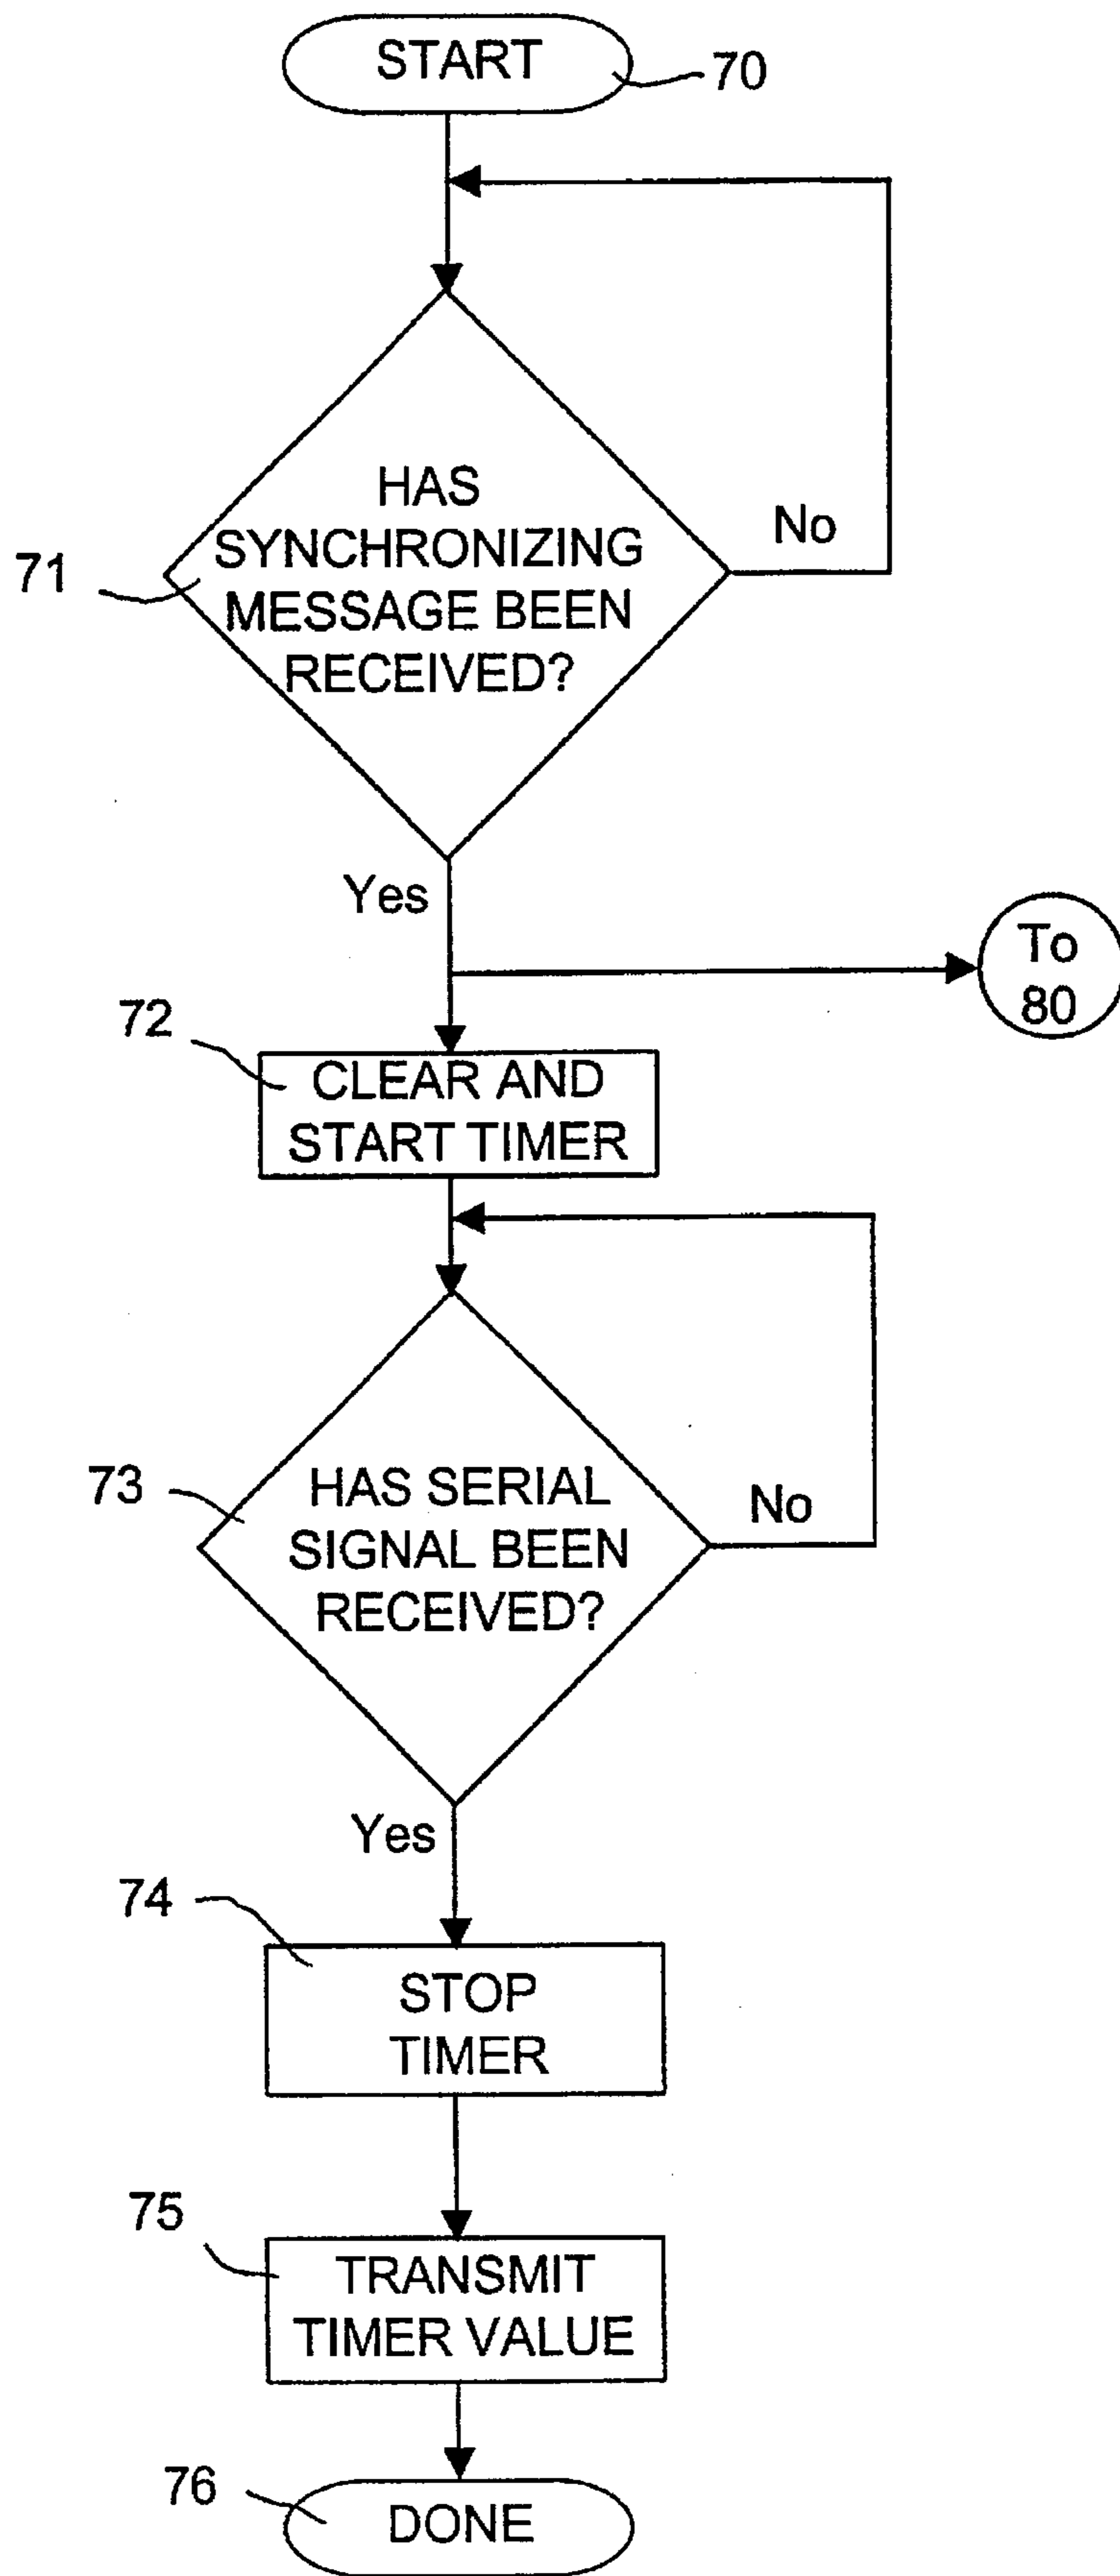 START
70
HAS
SYNCHRONIZING
MESSAGE BEEN
RECEIVED?
71
No
Yes
To
80
72
CLEAR AND
START TIMER
73
HAS SERIAL
SIGNAL BEEN
RECEIVED?
No
Yes
74
STOP
TIMER
75
TRANSMIT
TIMER VALUE
76
DONE